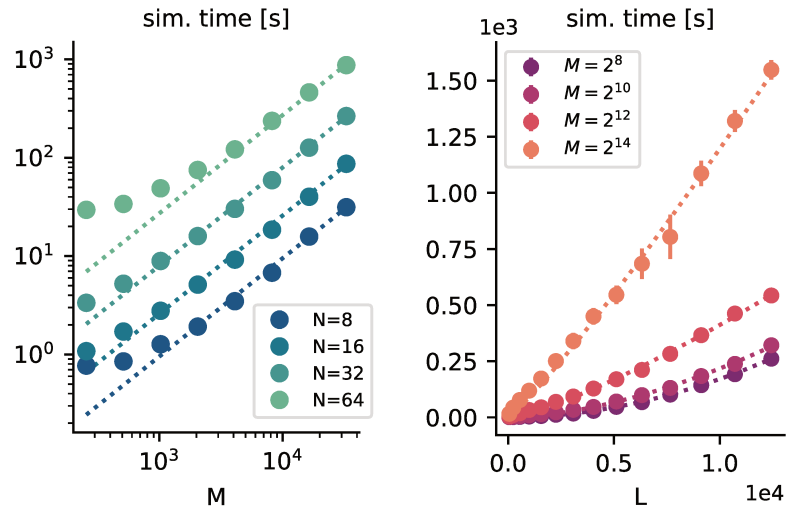 sim. time [s]
10³
10²
10¹
10⁰
N=8
N=16
N=32
N=64
10³ 10⁴
M
sim. time [s]
1e3
1.50
1.25
1.00
0.75
0.50
0.25
0.00
M = 2⁸
M = 2¹⁰
M = 2¹²
M = 2¹⁴
0.0 0.5 1.0
1e4
L